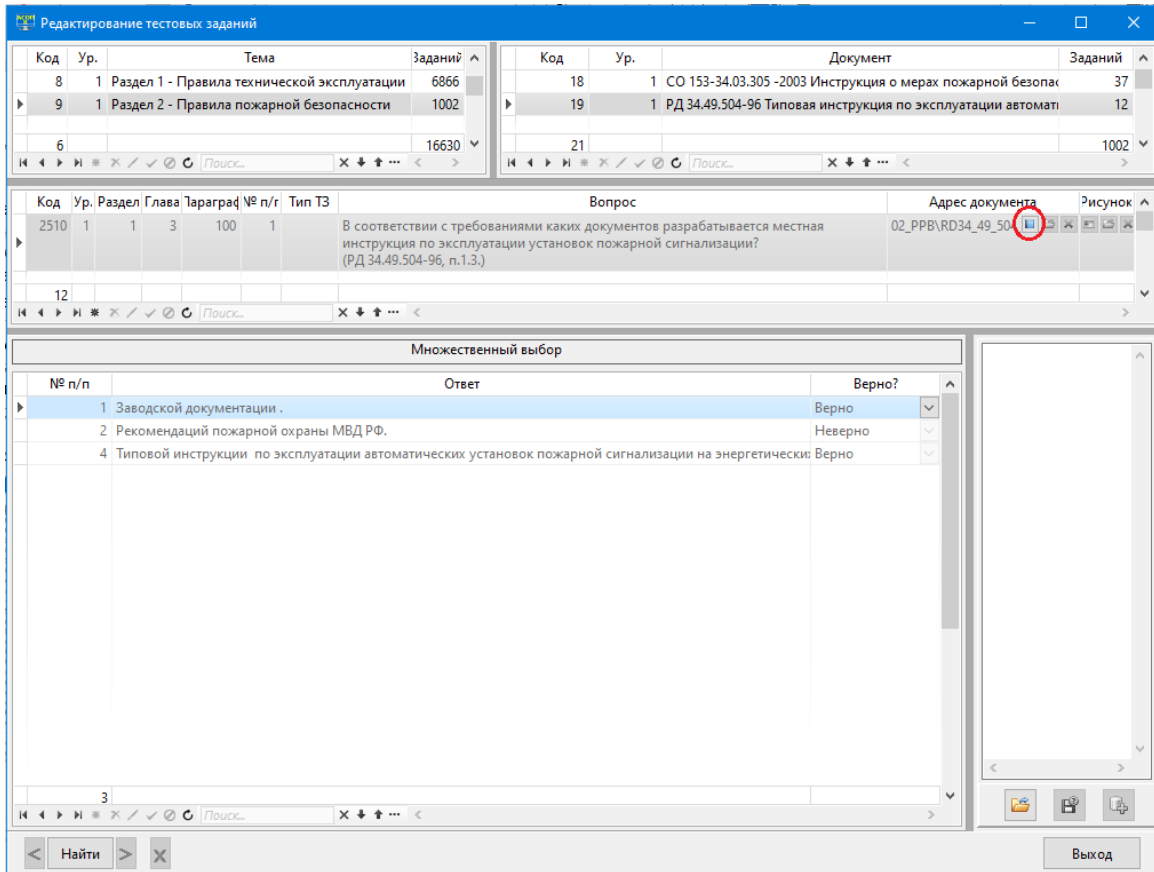 Редактирование тестовых заданий
Код Ур. Тема Заданий
8 1 Раздел 1 - Правила технической эксплуатации 6866
9 1 Раздел 2 - Правила пожарной безопасности 1002
6 16630
Поиск...
Код Ур. Документ Заданий
18 1 СО 153-34.03.305 -2003 Инструкция о мерах пожарной безопас 37
19 1 РД 34.49.504-96 Типовая инструкция по эксплуатации автомати 12
21 1002
Поиск...
Код Ур. Раздел Глава Параграф № п/г Тип ТЗ Вопрос Адрес документа Рисунок
2510 1 1 3 100 1 В соответствии с требованиями каких документов разрабатывается местная 02_PPB\RD34_49_504
инструкция по эксплуатации установок пожарной сигнализации?
(РД 34.49.504-96, п.1.3.)
12
Поиск...
Множественный выбор
№ п/п Ответ Верно?
1 Заводской документации . Верно
2 Рекомендаций пожарной охраны МВД РФ. Неверно
4 Типовой инструкции по эксплуатации автоматических установок пожарной сигнализации на энергетических Верно
3
Поиск...
< Найти > X
Выход